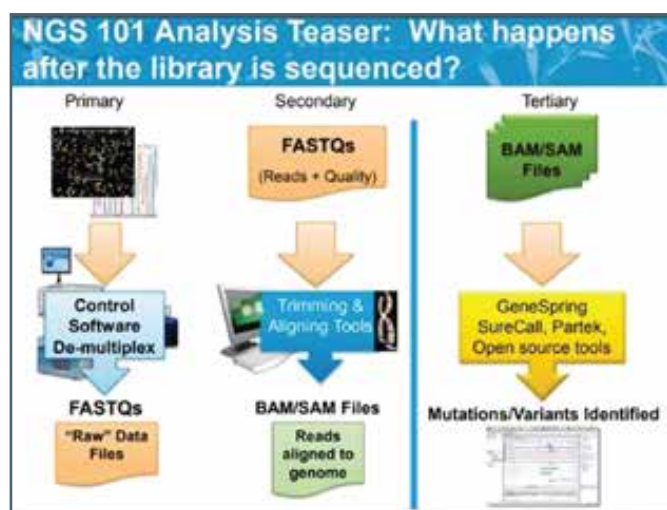 NGS 101 Analysis Teaser: What happens
after the library is sequenced?
Primary
Secondary
Tertiary
FASTQs
(Reads + Quality)
BAM/SAM
Files
Control
Software
De-multiplex
Trimming &
Aligning Tools
GeneSpring
SureCall, Partek,
Open source tools
FASTQs
BAM/SAM Files
Mutations/Variants Identified
"Raw" Data
Files
Reads
aligned to
genome